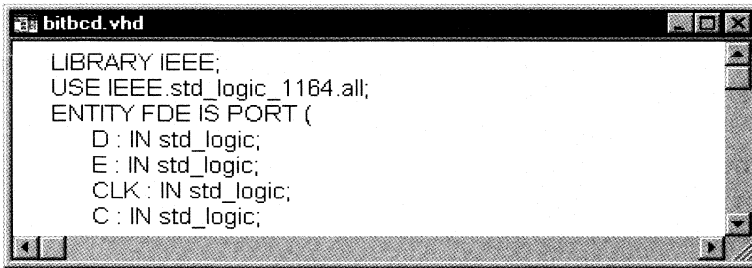 bitbcd.vhd
LIBRARY IEEE;
USE IEEE.std_logic_1164.all;
ENTITY FDE IS PORT (
D : IN std_logic;
E : IN std_logic;
CLK : IN std_logic;
C : IN std_logic;